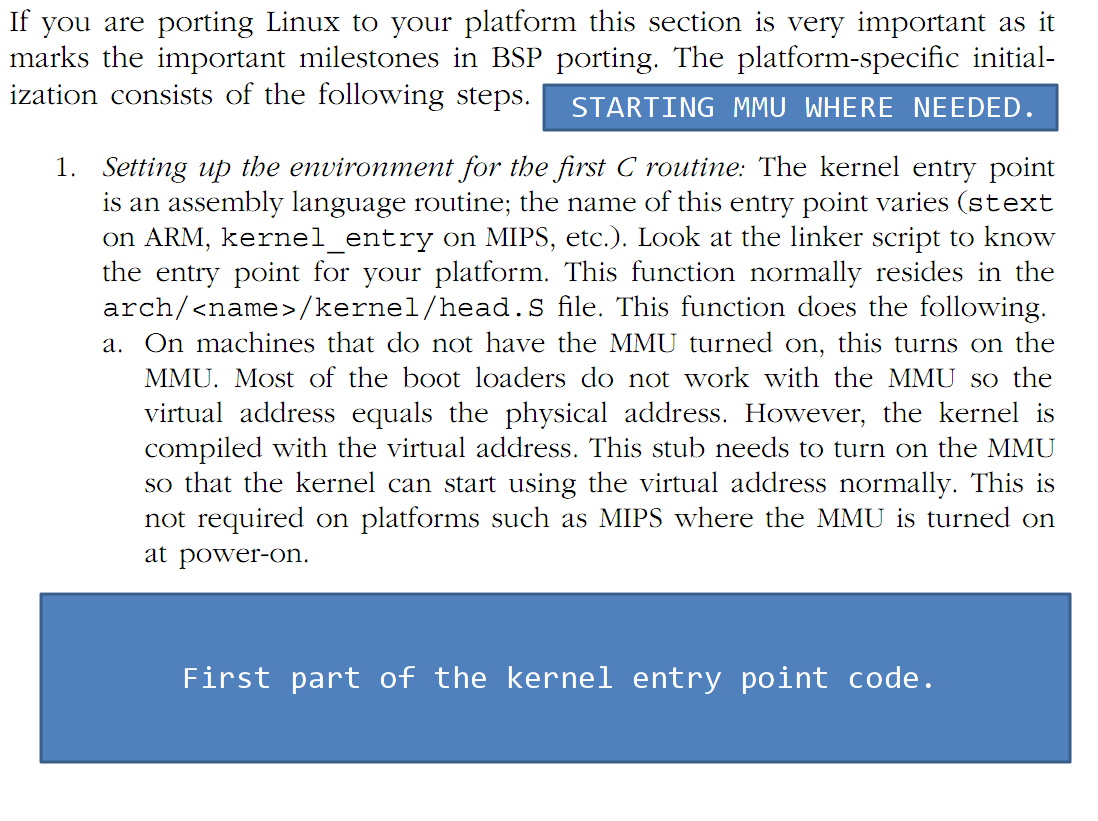 If you are porting Linux to your platform this section is very important as it
marks the important milestones in BSP porting. The platform-specific initial-
ization consists of the following steps.
STARTING MMU WHERE NEEDED.
1. Setting up the environment for the first C routine: The kernel entry point
is an assembly language routine; the name of this entry point varies (stext
on ARM, kernel_entry on MIPS, etc.). Look at the linker script to know
the entry point for your platform. This function normally resides in the
arch/<name>/kernel/head.S file. This function does the following.
a. On machines that do not have the MMU turned on, this turns on the
MMU. Most of the boot loaders do not work with the MMU so the
virtual address equals the physical address. However, the kernel is
compiled with the virtual address. This stub needs to turn on the MMU
so that the kernel can start using the virtual address normally. This is
not required on platforms such as MIPS where the MMU is turned on
at power-on.
First part of the kernel entry point code.